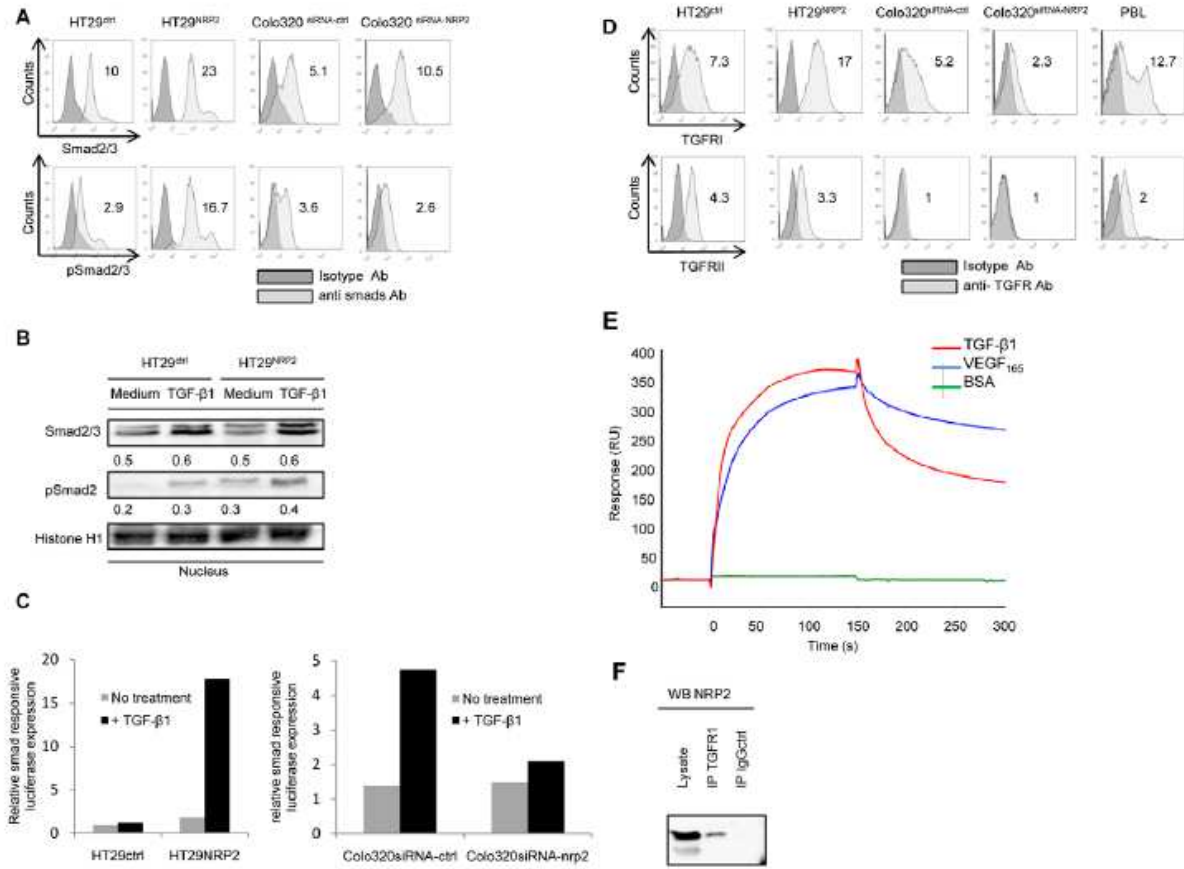 A
HT29ctrl HT29NRP2 Colo320 siRNA-ctrl Colo320 siRNA-NRP2
Counts
10 23 5.1 10.5
Smad2/3
Counts
2.9 16.7 3.6 2.6
pSmad2/3
Isotype Ab
anti smads Ab
B
HT29ctrl HT29NRP2
Medium TGF-β1 Medium TGF-β1
Smad2/3
0.5 0.6 0.5 0.6
pSmad2
0.2 0.3 0.3 0.4
Histone H1
Nucleus
C
Relative smad responsive
luciferase expression
20
15
10
5
0
No treatment
+ TGF-β1
HT29ctrl HT29NRP2
relative smad responsive
luciferase expression
5
4
3
2
1
0
No treatment
+ TGF-β1
Colo320siRNA-ctrl Colo320siRNA-nrp2
D
HT29ctrl HT29NRP2 Colo320siRNA-ctrl Colo320siRNA-NRP2 PBL
Counts
7.3 17 5.2 2.3 12.7
TGFRI
Counts
4.3 3.3 1 1 2
TGFRII
Isotype Ab
anti- TGFR Ab
E
TGF-β1
VEGF165
BSA
Response (RU)
400
350
300
250
200
150
100
50
0
0 50 100 150 200 300
Time (s)
F
WB NRP2
Lysate
IP TGFR1
IP IgGctrl